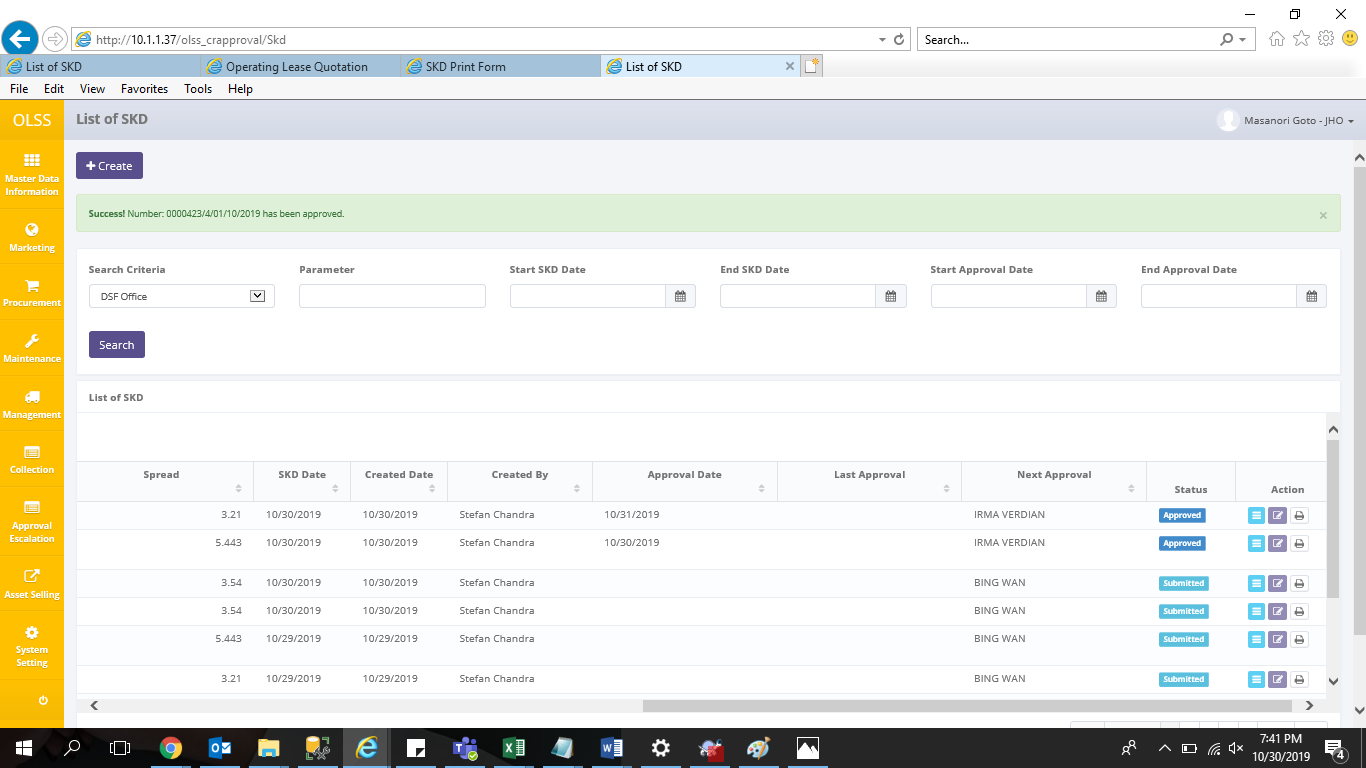 http://10.1.1.37/olss_crapproval/Skd
Search...
List of SKD
Operating Lease Quotation
SKD Print Form
List of SKD
File Edit View Favorites Tools Help
OLSS
List of SKD
Masanori Goto - JHO
Master Data
Information
Marketing
Procurement
Maintenance
Management
Collection
Approval
Escalation
Asset Selling
System
Setting
+ Create
Success! Number: 0000423/4/01/10/2019 has been approved.
×
Search Criteria Parameter Start SKD Date End SKD Date Start Approval Date End Approval Date
DSF Office
Search
List of SKD
Spread SKD Date Created Date Created By Approval Date Last Approval Next Approval Status Action
3.21 10/30/2019 10/30/2019 Stefan Chandra 10/31/2019 IRMA VERDIAN Approved
5.443 10/30/2019 10/30/2019 Stefan Chandra 10/30/2019 IRMA VERDIAN Approved
3.54 10/30/2019 10/30/2019 Stefan Chandra BING WAN Submitted
3.54 10/30/2019 10/30/2019 Stefan Chandra BING WAN Submitted
5.443 10/29/2019 10/29/2019 Stefan Chandra BING WAN Submitted
3.21 10/29/2019 10/29/2019 Stefan Chandra BING WAN Submitted
7:41 PM
10/30/2019
4